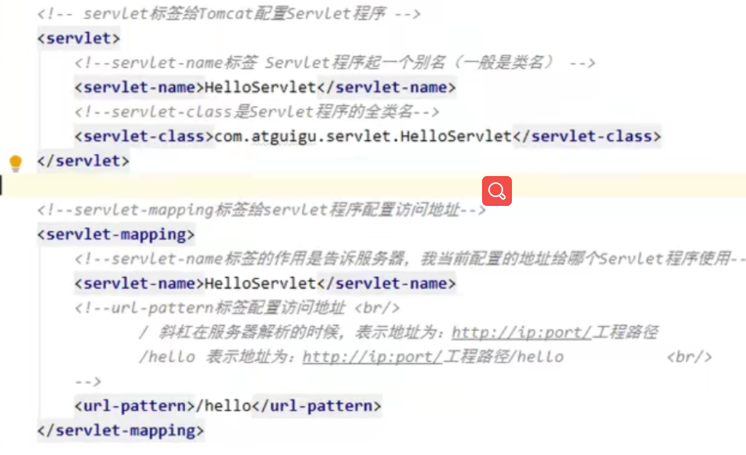 <!-- servlet标签给Tomcat配置Servlet程序 -->
<servlet>
<!--servlet-name标签 Servlet程序起一个别名（一般是类名） -->
<servlet-name>HelloServlet</servlet-name>
<!--servlet-class是Servlet程序的全类名-->
<servlet-class>com.atguigu.servlet.HelloServlet</servlet-class>
</servlet>
<!--servlet-mapping标签给servlet程序配置访问地址-->
<servlet-mapping>
<!--servlet-name标签的作用是告诉服务器，我当前配置的地址给哪个Servlet程序使用--
<servlet-name>HelloServlet</servlet-name>
<!--url-pattern标签配置访问地址 <br/>
/ 斜杠在服务器解析的时候，表示地址为：http://ip:port/工程路径
/hello 表示地址为：http://ip:port/工程路径/hello <br/>
-->
<url-pattern>/hello</url-pattern>
</servlet-mapping>